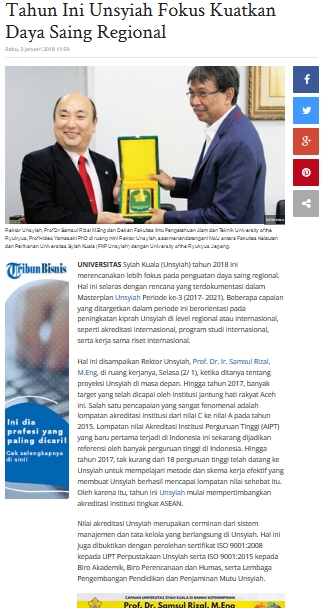 Tahun Ini Unsyiah Fokus Kuatkan
Daya Saing Regional
Rabu, 3 Januari 2018 11:59
Rektor Unsyiah, Prof Dr Samsul Rizal M.Eng dan Dekan Fakultas Ilmu Pengetahuan Alam dan Teknik University of the
Ryukyus, Prof Hideo Yamasaki PhD di ruang mini Rektor Unsyiah, saat menandatangani MoU antara Fakultas Kelautan
dan Perikanan Universitas Syiah Kuala (FKP Unsyiah) dengan University of the Ryukyus Jepang.
Tribun Bisnis
Ini dia
profesi yang
paling dicari!
Cek selengkapnya
di sini!
UNIVERSITAS Syiah Kuala (Unsyiah) tahun 2018 ini
merencanakan lebih fokus pada penguatan daya saing regional.
Hal ini selaras dengan rencana yang terdokumentasi dalam
Masterplan Unsyiah Periode ke-3 (2017- 2021). Beberapa capaian
yang ditargetkan dalam periode ini berorientasi pada
peningkatan kiprah Unsyiah di level regional atau internasional,
seperti akreditasi internasional, program studi internasional,
serta kerja sama riset internasional.
Hal ini disampaikan Rektor Unsyiah, Prof. Dr. Ir. Samsul Rizal,
M.Eng, di ruang kerjanya, Selasa (2/ 1), ketika ditanya tentang
proyeksi Unsyiah di masa depan. Hingga tahun 2017, banyak
target yang telah dicapai oleh institusi jantung hati rakyat Aceh
ini. Salah satu pencapaian yang sangat fenomenal adalah
lompatan akreditasi institusi dari nilai C ke nilai A pada tahun
2015. Lompatan nilai Akreditasi Institusi Perguruan Tinggi (AIPT)
yang baru pertama terjadi di Indonesia ini sekarang dijadikan
referensi oleh banyak perguruan tinggi di Indonesia. Hingga
tahun 2017, tak kurang dari 18 perguruan tinggi telah datang ke
Unsyiah untuk mempelajari metode dan skema kerja efektif yang
membuat Unsyiah berhasil mencapai lompatan nilai sehebat itu.
Oleh karena itu, tahun ini Unsyiah mulai mempertimbangkan
akreditasi institusi tingkat ASEAN.
Nilai akreditasi Unsyiah merupakan cerminan dari sistem
manajemen dan tata kelola yang berlangsung di Unsyiah. Hal ini
juga dibuktikan dengan perolehan sertifikat ISO 9001:2008
kepada UPT Perpustakaan Unsyiah serta ISO 9001:2015 kepada
Biro Akademik, Biro Perencanaan dan Humas, serta Lembaga
Pengembangan Pendidikan dan Penjaminan Mutu Unsyiah.
CAPAIAN UNIVERSITAS SYIAH KUALA DI BAWAH KEPEMIMPINAN
Prof. Dr. Samsul Rizal, M.Eng